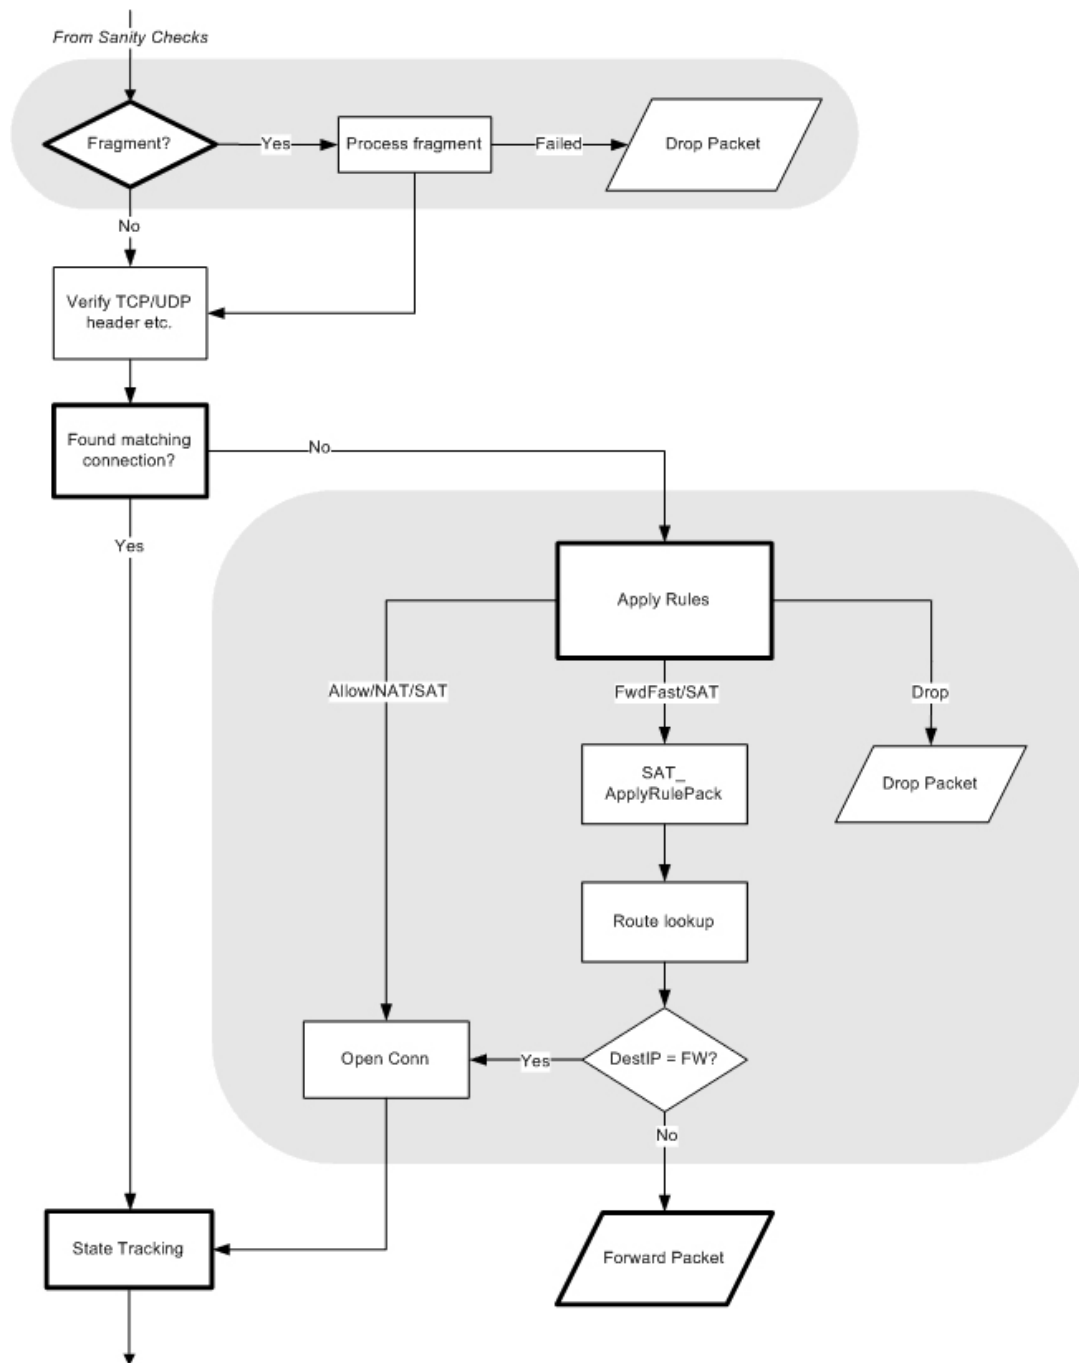 From Sanity Checks
Fragment?
Yes
Process fragment
Failed
Drop Packet
No
Verify TCP/UDP
header etc.
Found matching
connection?
No
Yes
Apply Rules
Allow/NAT/SAT
FwdFast/SAT
Drop
SAT_
ApplyRulePack
Drop Packet
Route lookup
Open Conn
Yes
DestIP = FW?
No
State Tracking
Forward Packet